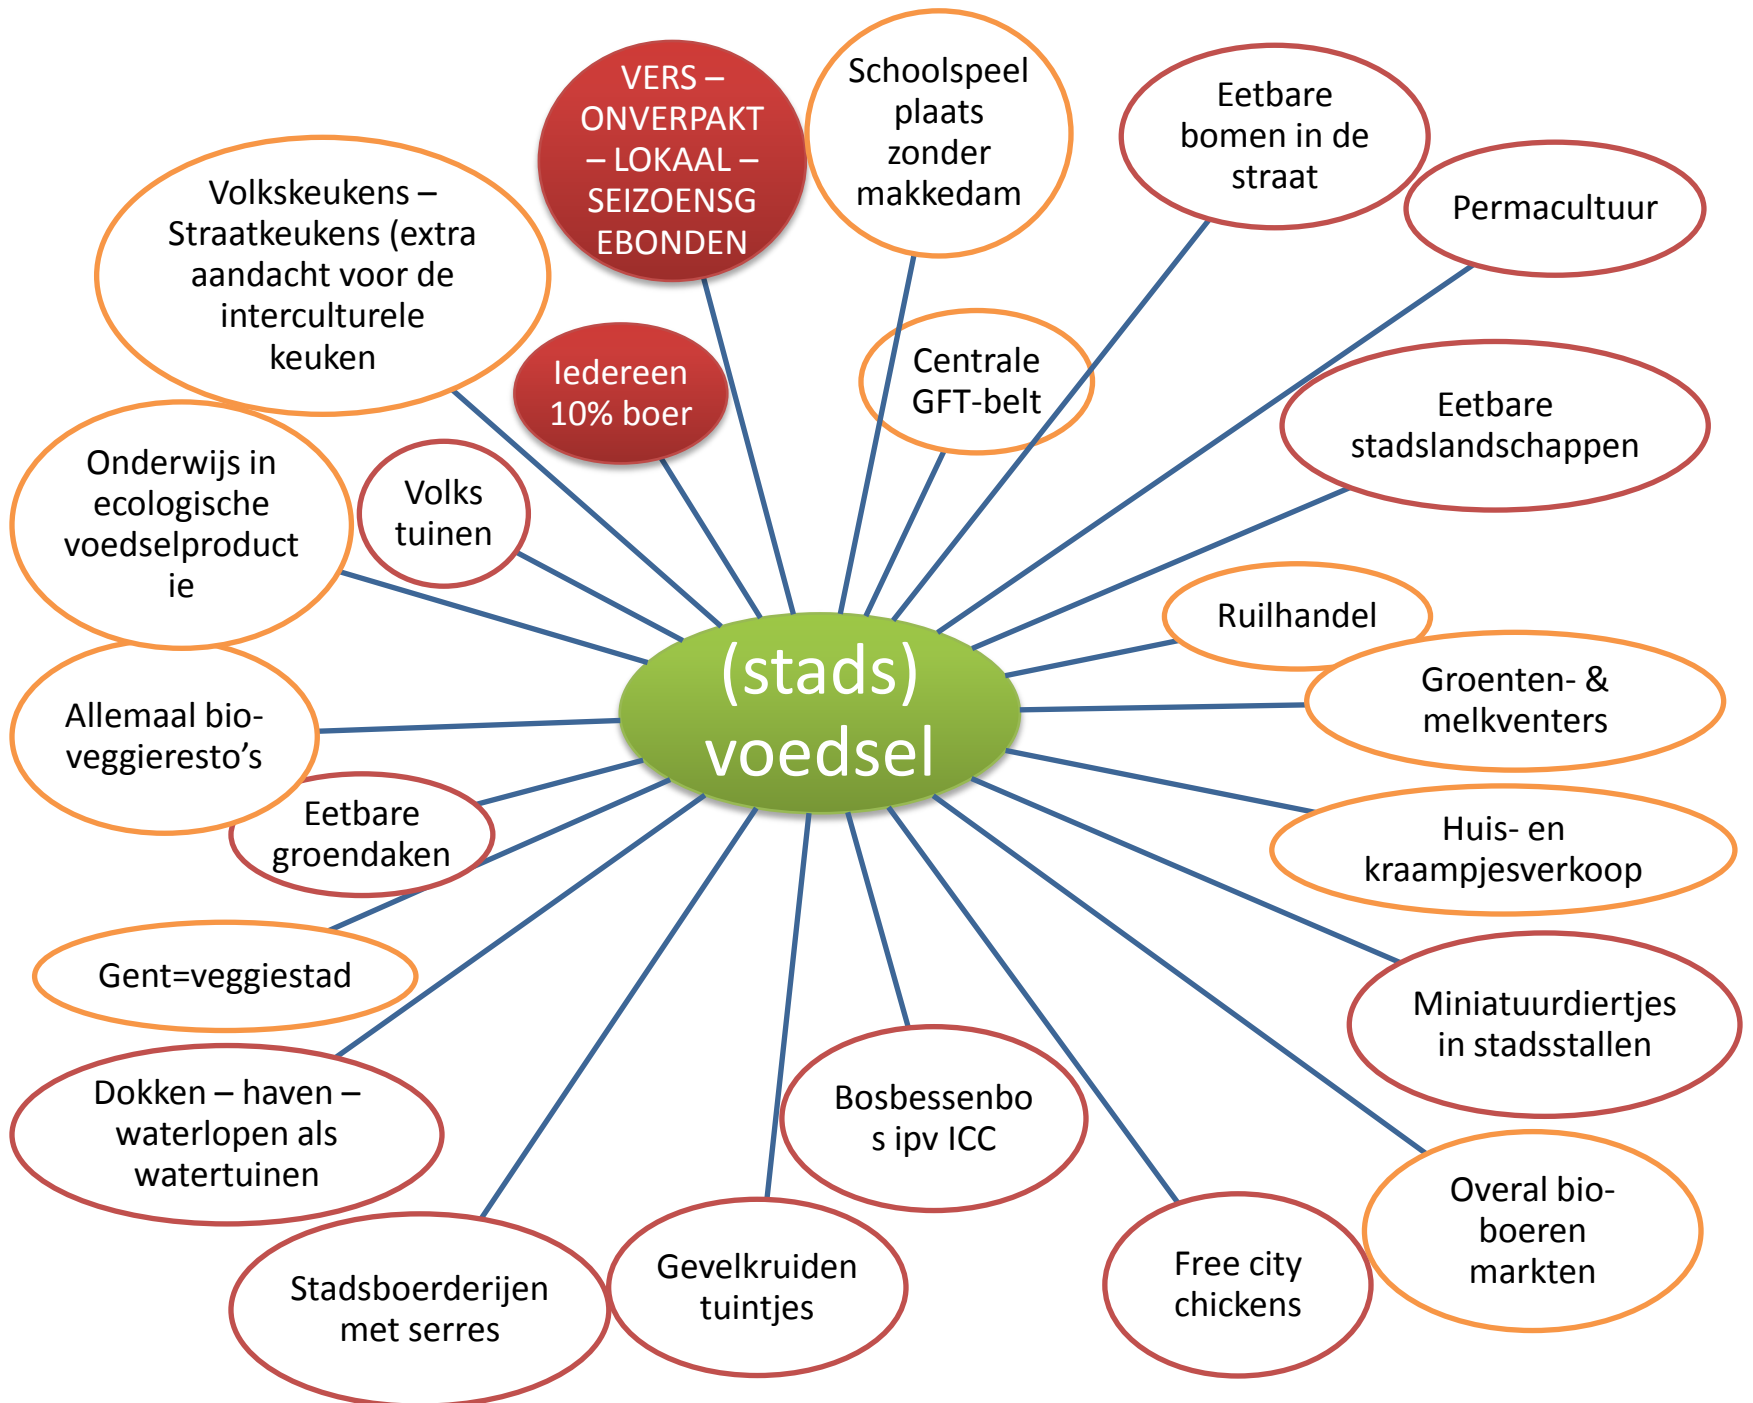 VERS –
ONVERPAKT
– LOKAAL –
SEIZOENSG
EBONDEN
Schoolspeel
plaats
zonder
makkedam
Eetbare
bomen in de
straat
Permacultuur
Volkskeukens –
Straatkeukens (extra
aandacht voor de
interculturele
keuken
Iedereen
10% boer
Centrale
GFT-belt
Eetbare
stadslandschappen
Onderwijs in
ecologische
voedselproduct
ie
Volks
tuinen
Ruilhandel
(stads)
voedsel
Groenten- &
melkventers
Allemaal bio-
veggieresto’s
Eetbare
groendaken
Huis- en
kraampjesverkoop
Gent=veggiestad
Miniatuurdiertjes
in stadsstallen
Dokken – haven –
waterlopen als
watertuinen
Bosbessenbo
s ipv ICC
Overal bio-
boeren
markten
Stadsboerderijen
met serres
Gevelkruiden
tuintjes
Free city
chickens